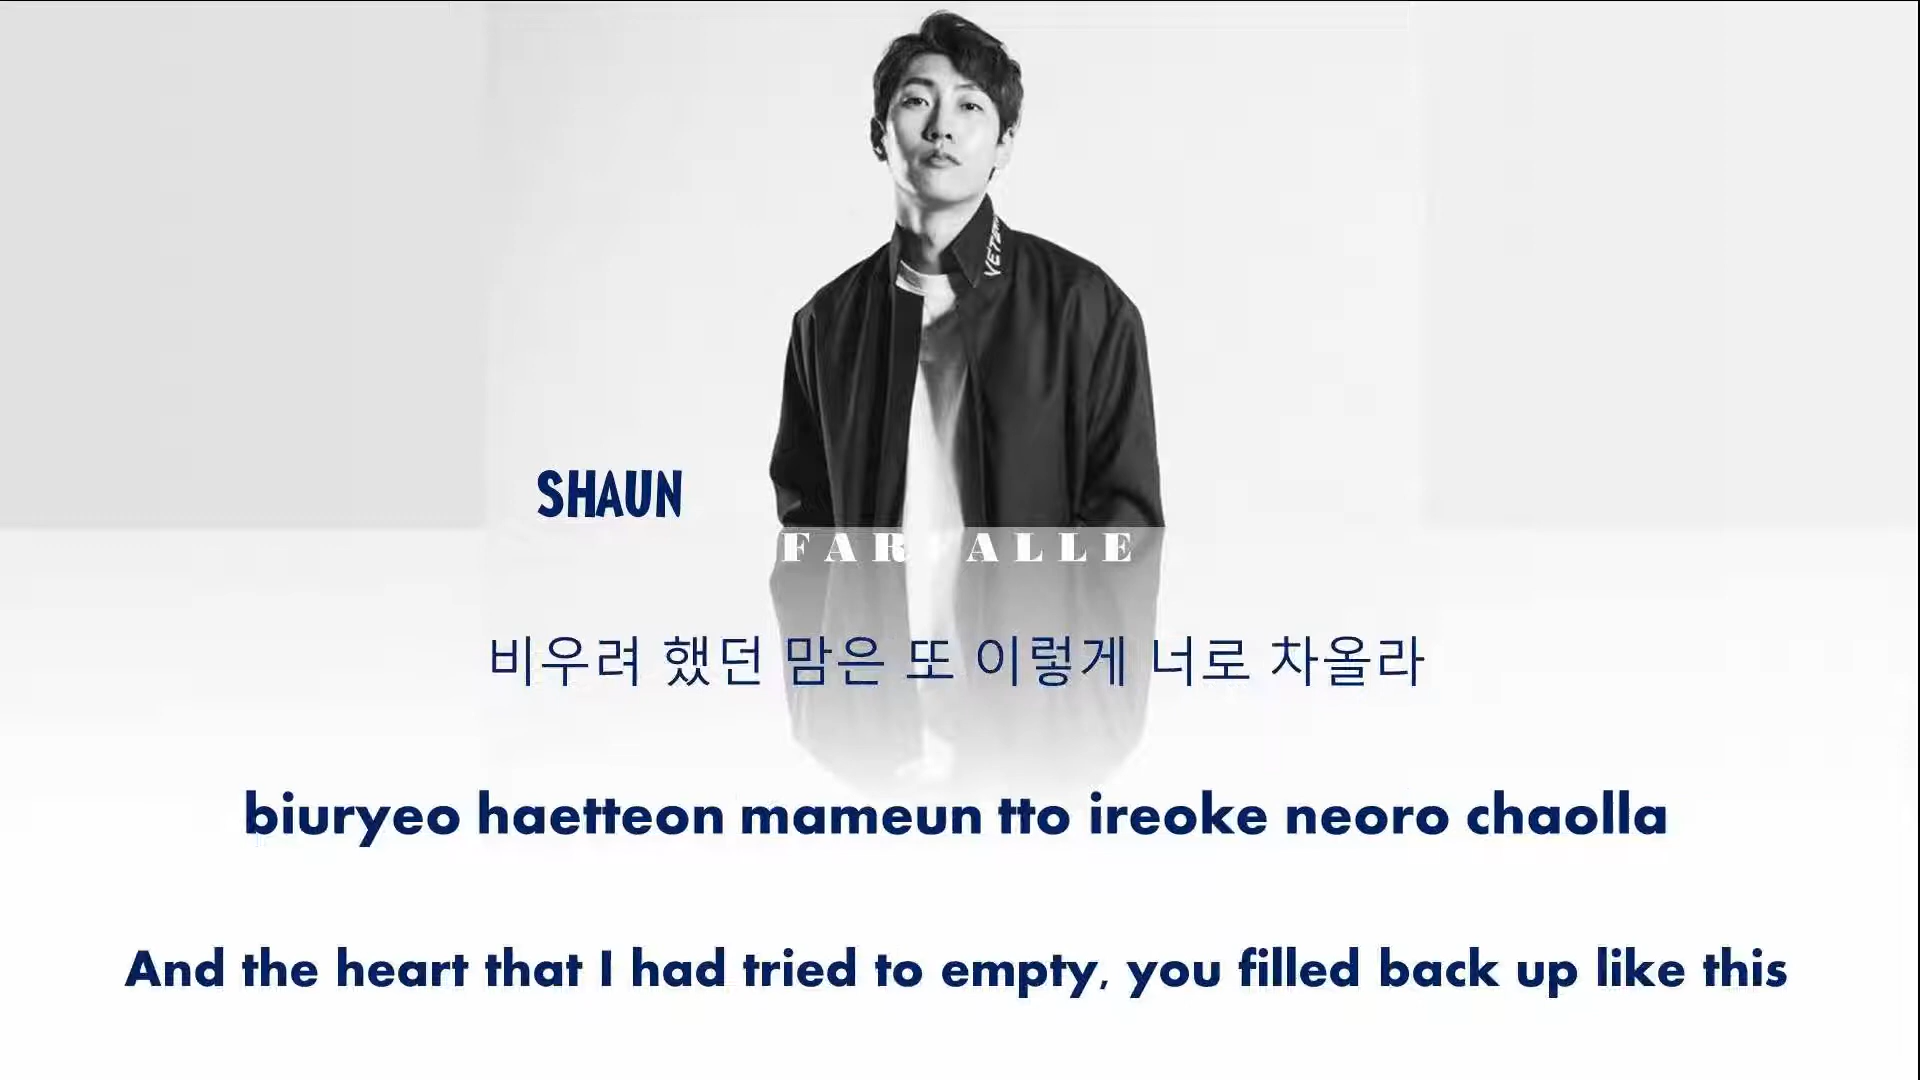 VETE
SHAUN
FARFALLE
비우려 했던 맘은 또 이렇게 너로 차올라
biuryeo haetteon mameun tto ireoke neoro chaolla
And the heart that I had tried to empty, you filled back up like this